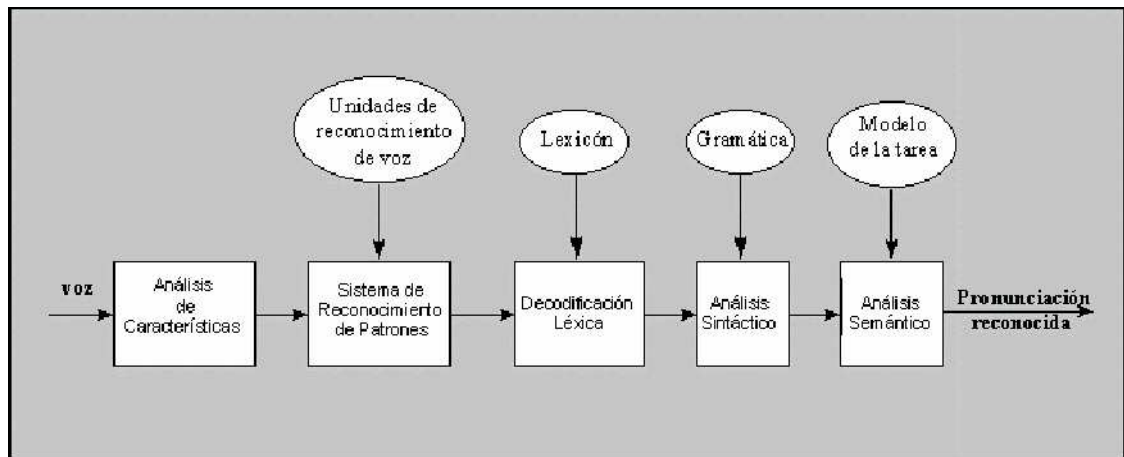 Unidades de
reconocimiento
de voz
Lexicón
Gramática
Modelo
de la tarea
voz
Análisis
de
Características
Sistema de
Reconocimiento
de Patrones
Decodificación
Léxica
Análisis
Sintáctico
Análisis
Semántico
Pronunciación
reconocida